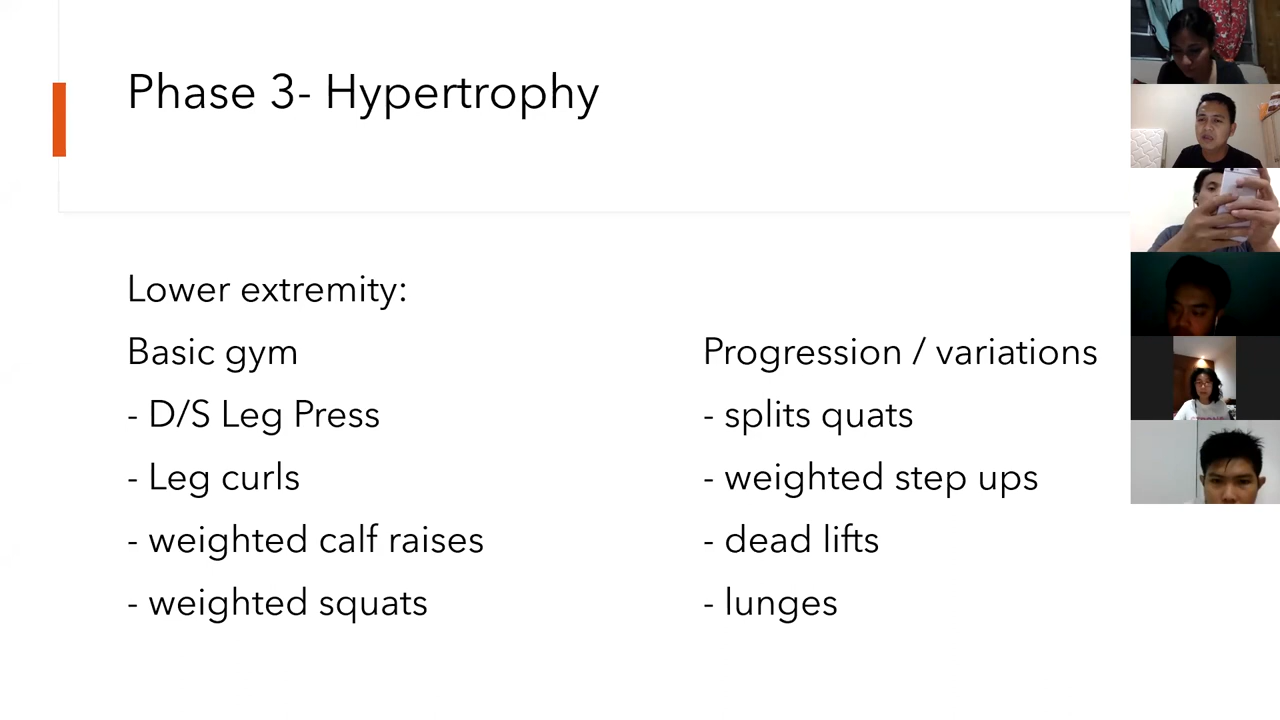 Phase 3- Hypertrophy
Lower extremity:
Basic gym
- D/S Leg Press
- Leg curls
- weighted calf raises
- weighted squats
Progression / variations
- splits quats
- weighted step ups
- dead lifts
- lunges